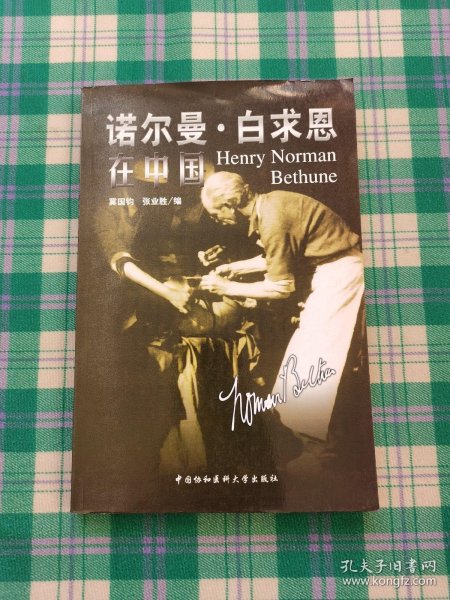 诺尔曼·白求恩
在中国
Henry Norman
Bethune
冀国钧 张业胜/编
Norman Bethune
中国协和医科大学出版社
孔夫子旧书网
www.kongfz.com